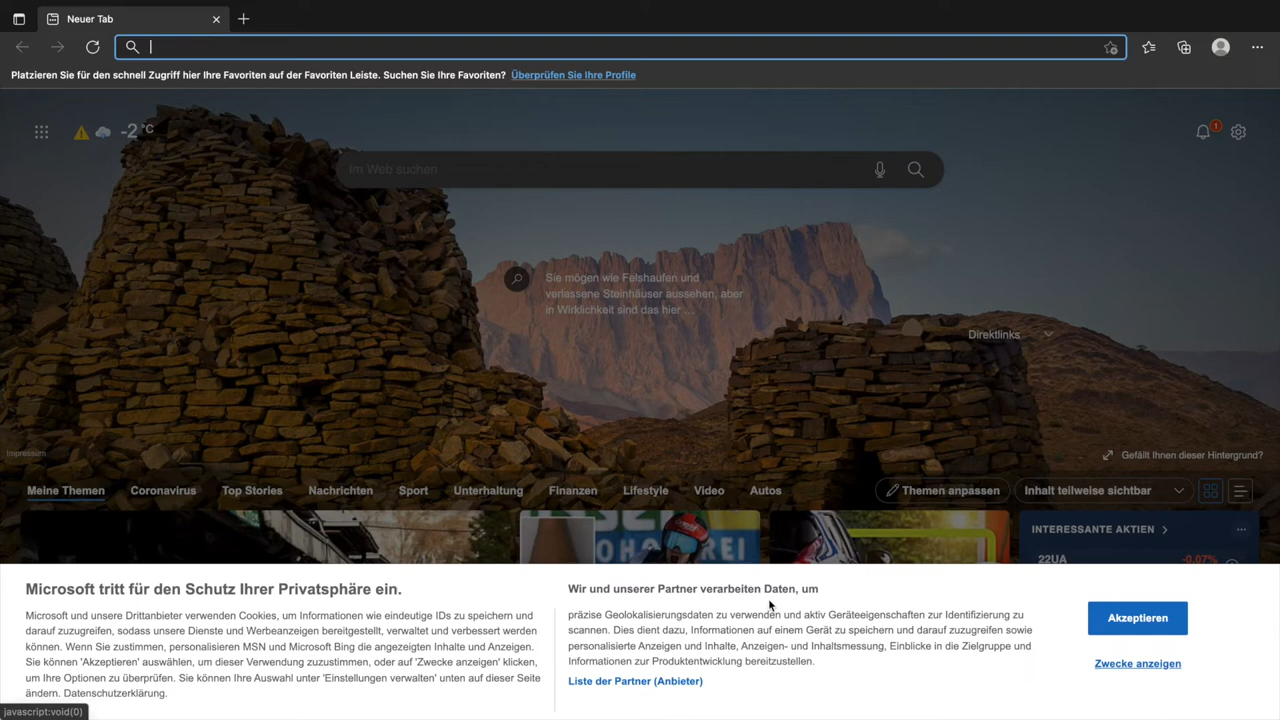 Neuer Tab
Platzieren Sie für den schnell Zugriff hier Ihre Favoriten auf der Favoriten Leiste. Suchen Sie Ihre Favoriten? Überprüfen Sie Ihre Profile
-2 °C
1
Im Web suchen
Sie mögen wie Felshaufen und
verlassene Steinhäuser aussehen, aber
in Wirklichkeit sind das hier ...
Direktlinks
Impressum
Gefällt Ihnen dieser Hintergrund?
Meine Themen Coronavirus Top Stories Nachrichten Sport Unterhaltung Finanzen Lifestyle Video Autos Themen anpassen Inhalt teilweise sichtbar
INTERESSANTE AKTIEN
22UA -0,07%
Microsoft tritt für den Schutz Ihrer Privatsphäre ein.
Microsoft und unsere Drittanbieter verwenden Cookies, um Informationen wie eindeutige IDs zu speichern und
darauf zuzugreifen, sodass unsere Dienste und Werbeanzeigen bereitgestellt, verwaltet und verbessert werden
können. Wenn Sie zustimmen, personalisieren MSN und Microsoft Bing die angezeigten Inhalte und Anzeigen.
Sie können 'Akzeptieren' auswählen, um dieser Verwendung zuzustimmen, oder auf 'Zwecke anzeigen' klicken,
um Ihre Optionen zu überprüfen. Sie können Ihre Auswahl unter 'Einstellungen verwalten' unten auf dieser Seite
ändern. Datenschutzerklärung.
Wir und unserer Partner verarbeiten Daten, um
präzise Geolokalisierungsdaten zu verwenden und aktiv Geräteeigenschaften zur Identifizierung zu
scannen. Dies dient dazu, Informationen auf einem Gerät zu speichern und darauf zuzugreifen sowie
personalisierte Anzeigen und Inhalte, Anzeigen- und Inhaltsmessung, Einblicke in die Zielgruppe und
Informationen zur Produktentwicklung bereitzustellen.
Liste der Partner (Anbieter)
Akzeptieren
Zwecke anzeigen
javascript:void(0)